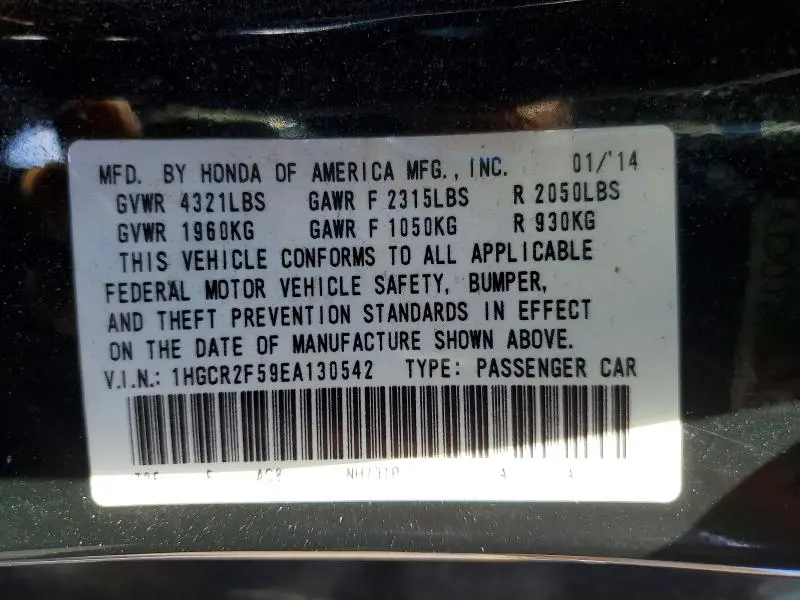 MFD. BY HONDA OF AMERICA MFG., INC. 01/'14
GVWR 4321LBS GAWR F 2315LBS R 2050LBS
GVWR 1960KG GAWR F 1050KG R 930KG
THIS VEHICLE CONFORMS TO ALL APPLICABLE
FEDERAL MOTOR VEHICLE SAFETY, BUMPER,
AND THEFT PREVENTION STANDARDS IN EFFECT
ON THE DATE OF MANUFACTURE SHOWN ABOVE.
V.I.N.: 1HGCR2F59EA130542 TYPE: PASSENGER CAR
A A